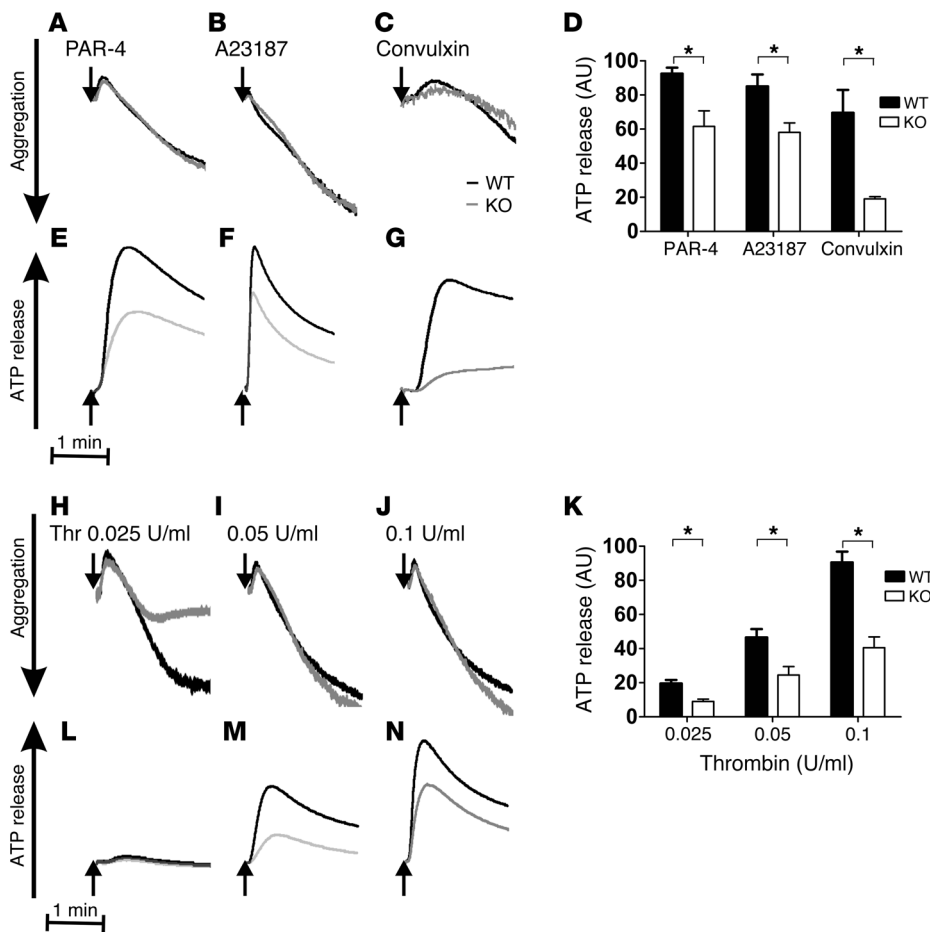 A B C D
PAR-4 A23187 Convulxin
Aggregation
WT
KO
ATP release (AU)
100
80
60
40
20
0
* * *
WT
KO
PAR-4 A23187 Convulxin
E F G
ATP release
1 min
H I J K
Thr 0.025 U/ml 0.05 U/ml 0.1 U/ml
Aggregation
ATP release (AU)
100
80
60
40
20
0
* * *
WT
KO
0.025 0.05 0.1
Thrombin (U/ml)
L M N
ATP release
1 min